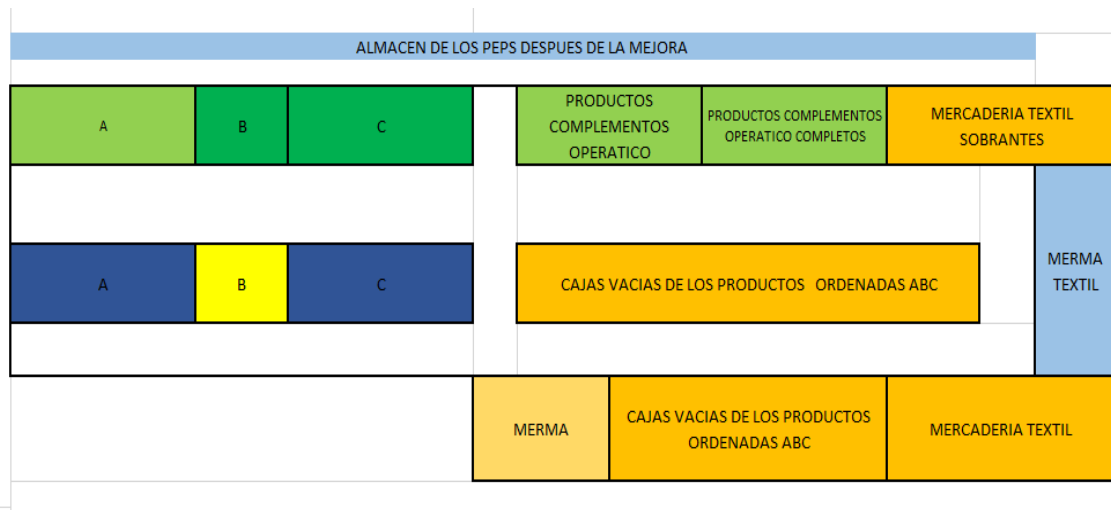 ALMACEN DE LOS PEPS DESPUES DE LA MEJORA
A
B
C
PRODUCTOS
COMPLEMENTOS
OPERATICO
PRODUCTOS COMPLEMENTOS
OPERATICO COMPLETOS
MERCADERIA TEXTIL
SOBRANTES
A
B
C
CAJAS VACIAS DE LOS PRODUCTOS ORDENADAS ABC
MERMA
TEXTIL
MERMA
CAJAS VACIAS DE LOS PRODUCTOS
ORDENADAS ABC
MERCADERIA TEXTIL